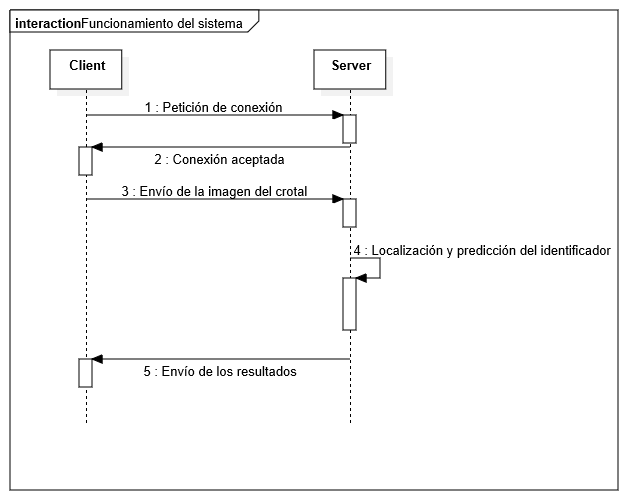 interactionFuncionamiento del sistema
Client
Server
1 : Petición de conexión
2 : Conexión aceptada
3 : Envío de la imagen del crotal
4 : Localización y predicción del identificador
5 : Envío de los resultados